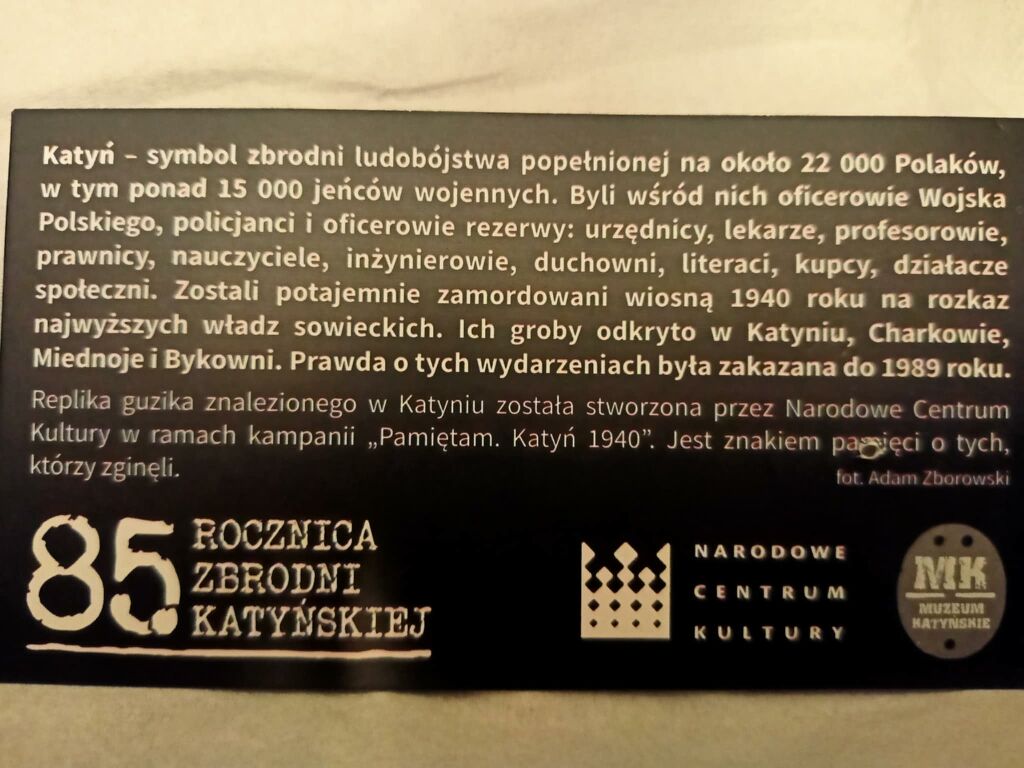 Katyń – symbol zbrodni ludobójstwa popełnionej na około 22 000 Polaków,
w tym ponad 15 000 jeńców wojennych. Byli wśród nich oficerowie Wojska
Polskiego, policjanci i oficerowie rezerwy: urzędnicy, lekarze, profesorowie,
prawnicy, nauczyciele, inżynierowie, duchowni, literaci, kupcy, działacze
społeczni. Zostali potajemnie zamordowani wiosną 1940 roku na rozkaz
najwyższych władz sowieckich. Ich groby odkryto w Katyniu, Charkowie,
Miednoje i Bykowni. Prawda o tych wydarzeniach była zakazana do 1989 roku.
Replika guzika znalezionego w Katyniu została stworzona przez Narodowe Centrum
Kultury w ramach kampanii „Pamiętam. Katyń 1940”. Jest znakiem pamięci o tych,
którzy zginęli.
fot. Adam Zborowski
85 ROCZNICA
ZBRODNI
KATYŃSKIEJ
NARODOWE
CENTRUM
KULTURY
MK
MUZEUM
KATYŃSKIE